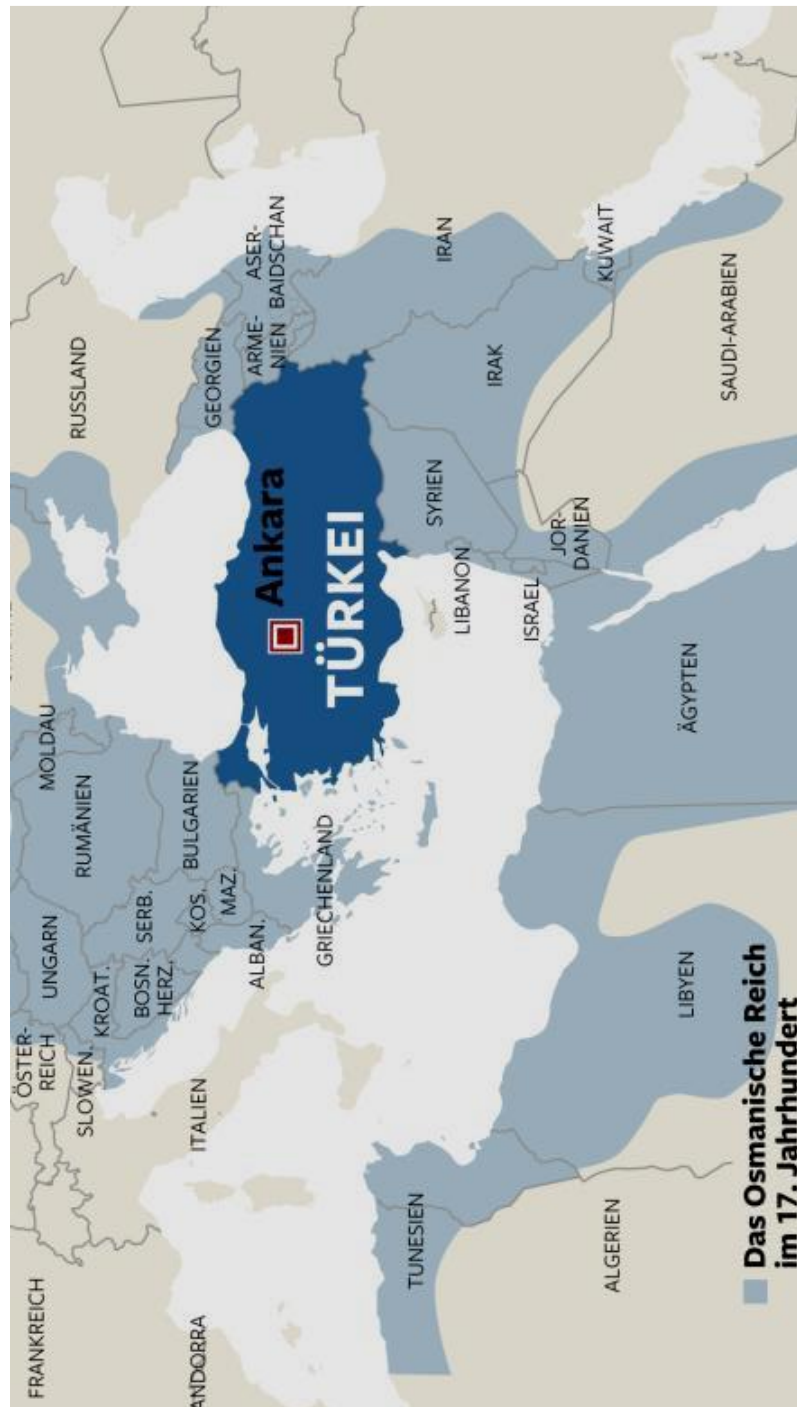 FRANKREICH
ÖSTER-
REICH
SLOWEN.
UNGARN
KROAT.
MOLDAU
RUMÄNIEN
RUSSLAND
BOSN.
HERZ.
SERB.
ANDORRA
ITALIEN
KOS.
BULGARIEN
GEORGIEN
MAZ.
ALBAN.
ARME-
NIEN
ASER-
BAIDSCHAN
Ankara
GRIECHENLAND
TÜRKEI
TUNESIEN
SYRIEN
IRAN
LIBANON
IRAK
ISRAEL
JOR-
DANIEN
KUWAIT
ALGERIEN
LIBYEN
ÄGYPTEN
SAUDI-ARABIEN
Das Osmanische Reich
im 17. Jahrhundert